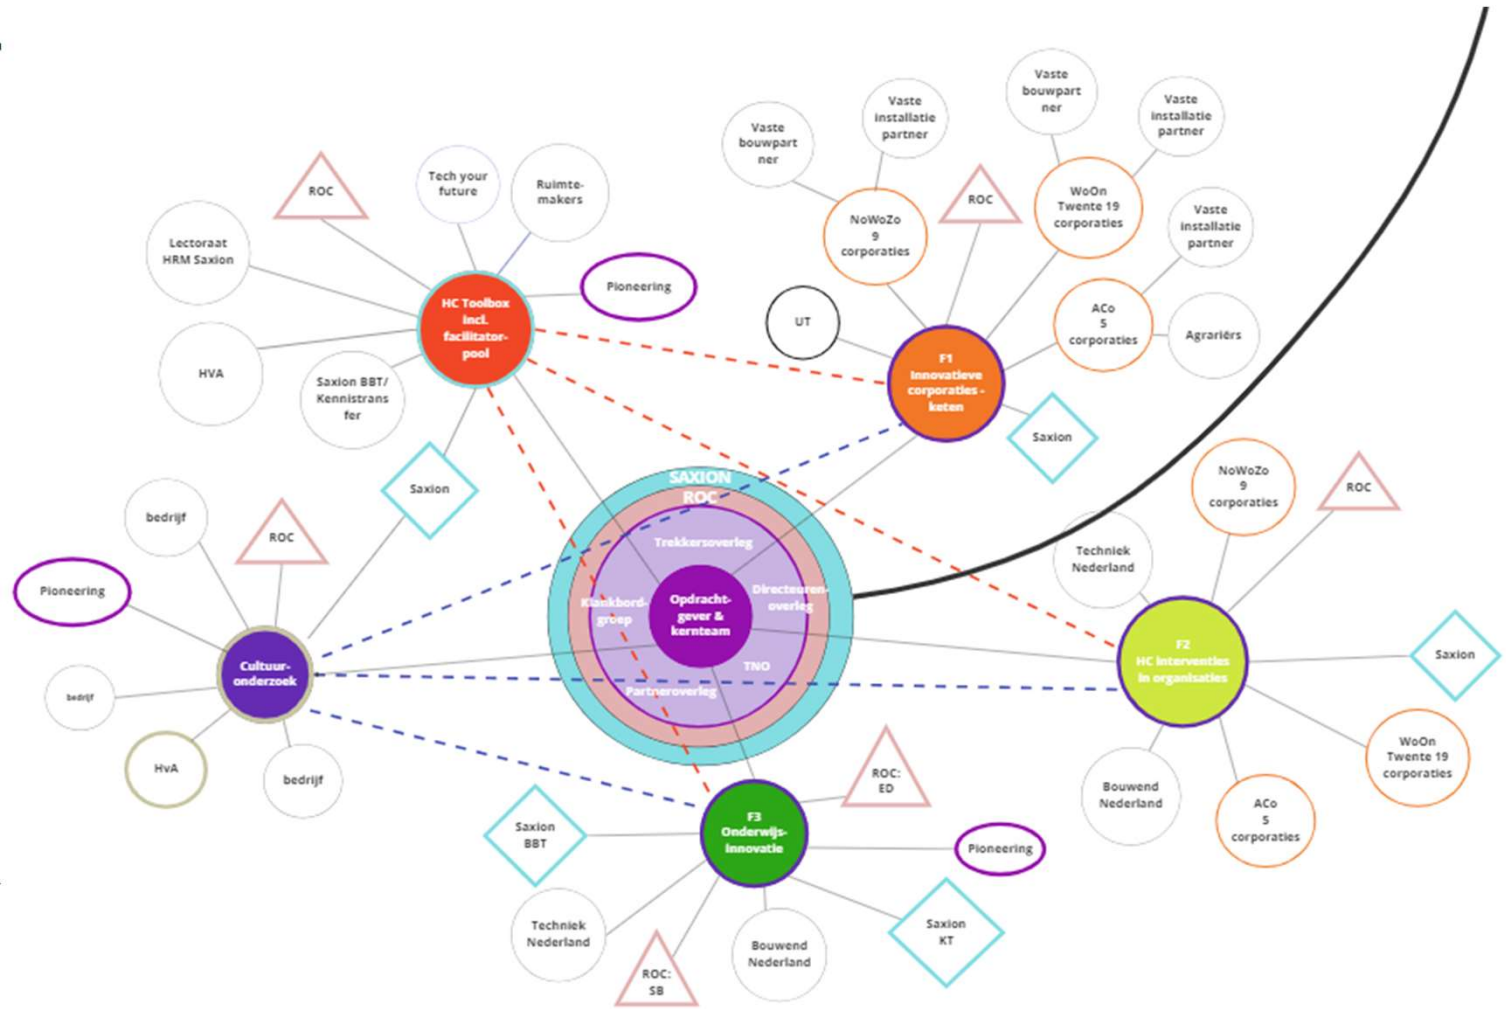 Vaste
bouwpart
ner
Vaste
installatie
partner
Vaste
bouwpart
ner
Vaste
installatie
partner
ROC
Tech your
future
Ruimte-
makers
NoWoZo
9
corporaties
ROC
WoOn
Twente 19
corporaties
Vaste
installatie
partner
Lectoraat
HRM Saxion
HC Toolbox
incl.
facilitator-
pool
Pioneering
UT
ACo
5
corporaties
Agrariërs
HVA
Saxion BBT/
Kennistrans
fer
F1
Innovatieve
corporaties -
keten
Saxion
Saxion
SAXION
ROC
Trekkersoverleg
Klankbord-
groep
Opdracht-
gever &
kernteam
Directeuren-
overleg
TNO
Partneroverleg
NoWoZo
9
corporaties
ROC
Techniek
Nederland
bedrijf
ROC
Pioneering
Cultuur-
onderzoek
bedrijf
HvA
bedrijf
F2
HC interventies
in organisaties
Saxion
WoOn
Twente 19
corporaties
Bouwend
Nederland
ACo
5
corporaties
ROC:
ED
Saxion
BBT
F3
Onderwijs-
innovatie
Pioneering
Techniek
Nederland
ROC:
SB
Bouwend
Nederland
Saxion
KT